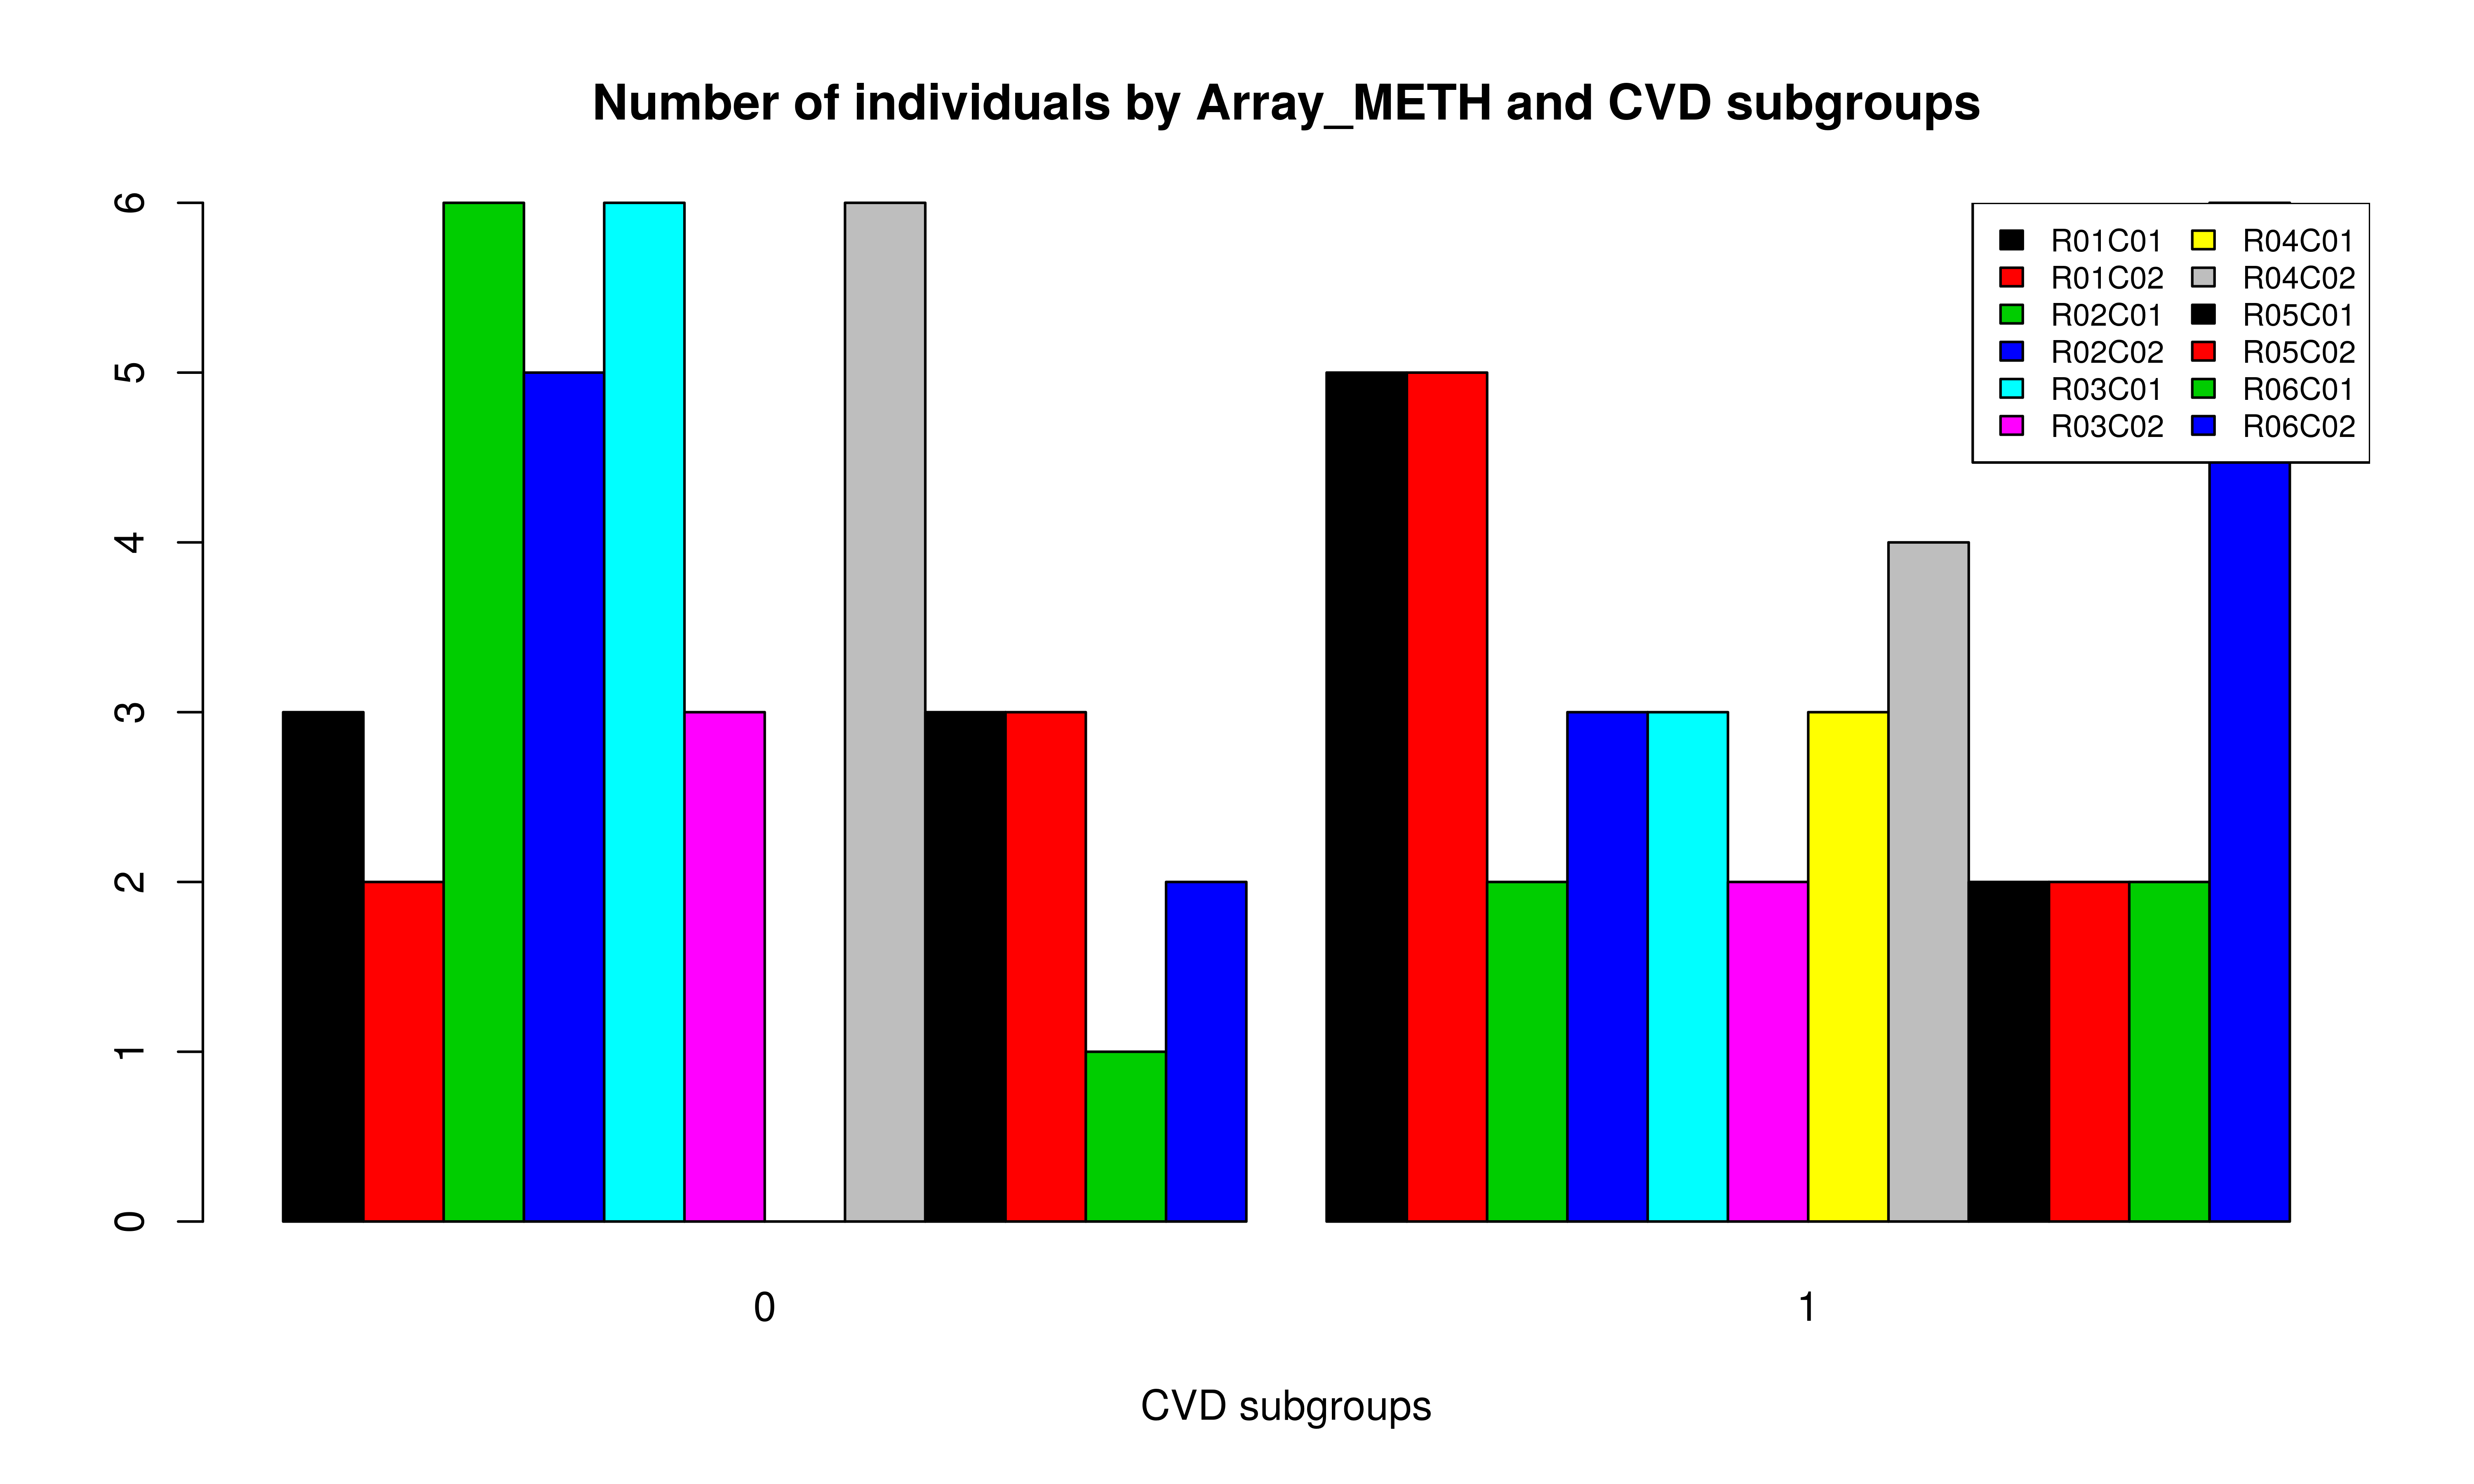 Number of individuals by Array_METH and CVD subgroups
6
5
4
3
2
1
0
R01C01 R04C01
R01C02 R04C02
R02C01 R05C01
R02C02 R05C02
R03C01 R06C01
R03C02 R06C02
0 1
CVD subgroups